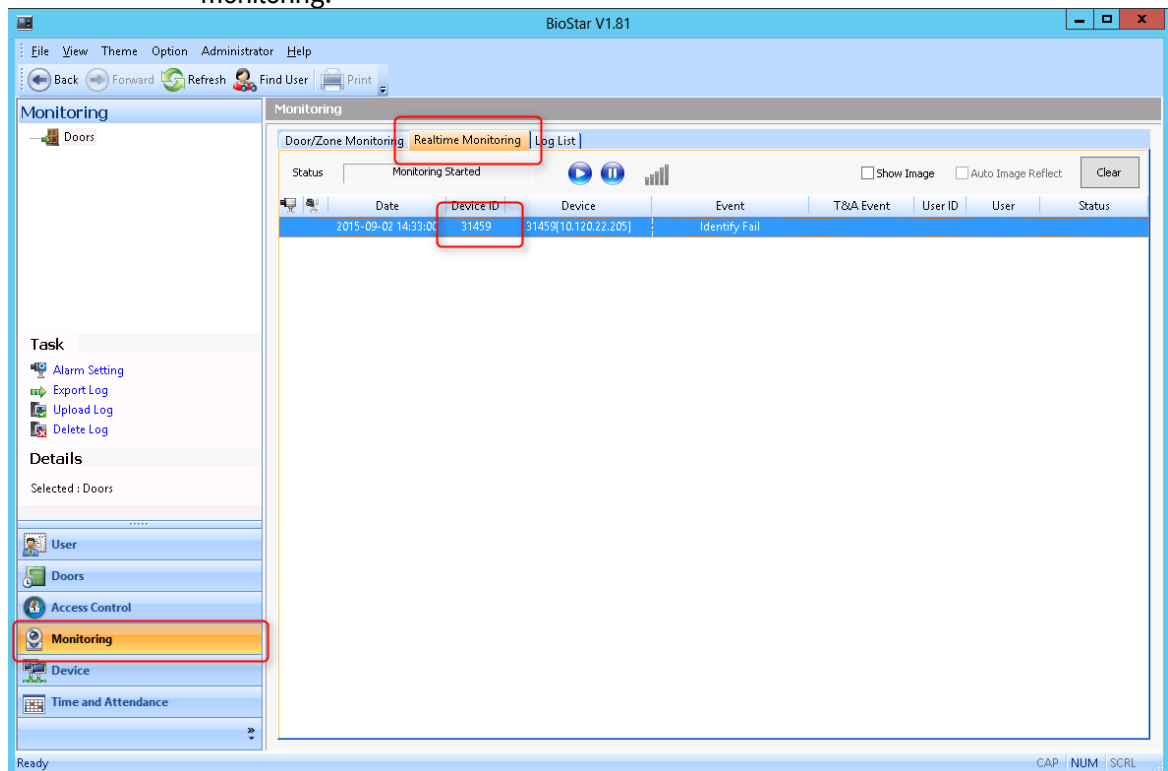 monitoring.
BioStar V1.81
File View Theme Option Administrator Help
Back Forward Refresh Find User Print
Monitoring
Doors
Task
Alarm Setting
Export Log
Upload Log
Delete Log
Details
Selected : Doors
User
Doors
Access Control
Monitoring
Device
Time and Attendance
Monitoring
Door/Zone Monitoring Realtime Monitoring Log List
Status Monitoring Started Show Image Auto Image Reflect Clear
Date Device ID Device Event T&A Event User ID User Status
2015-09-02 14:33:00 31459 31459[10.120.22.205] Identify Fail
Ready CAP NUM SCRL